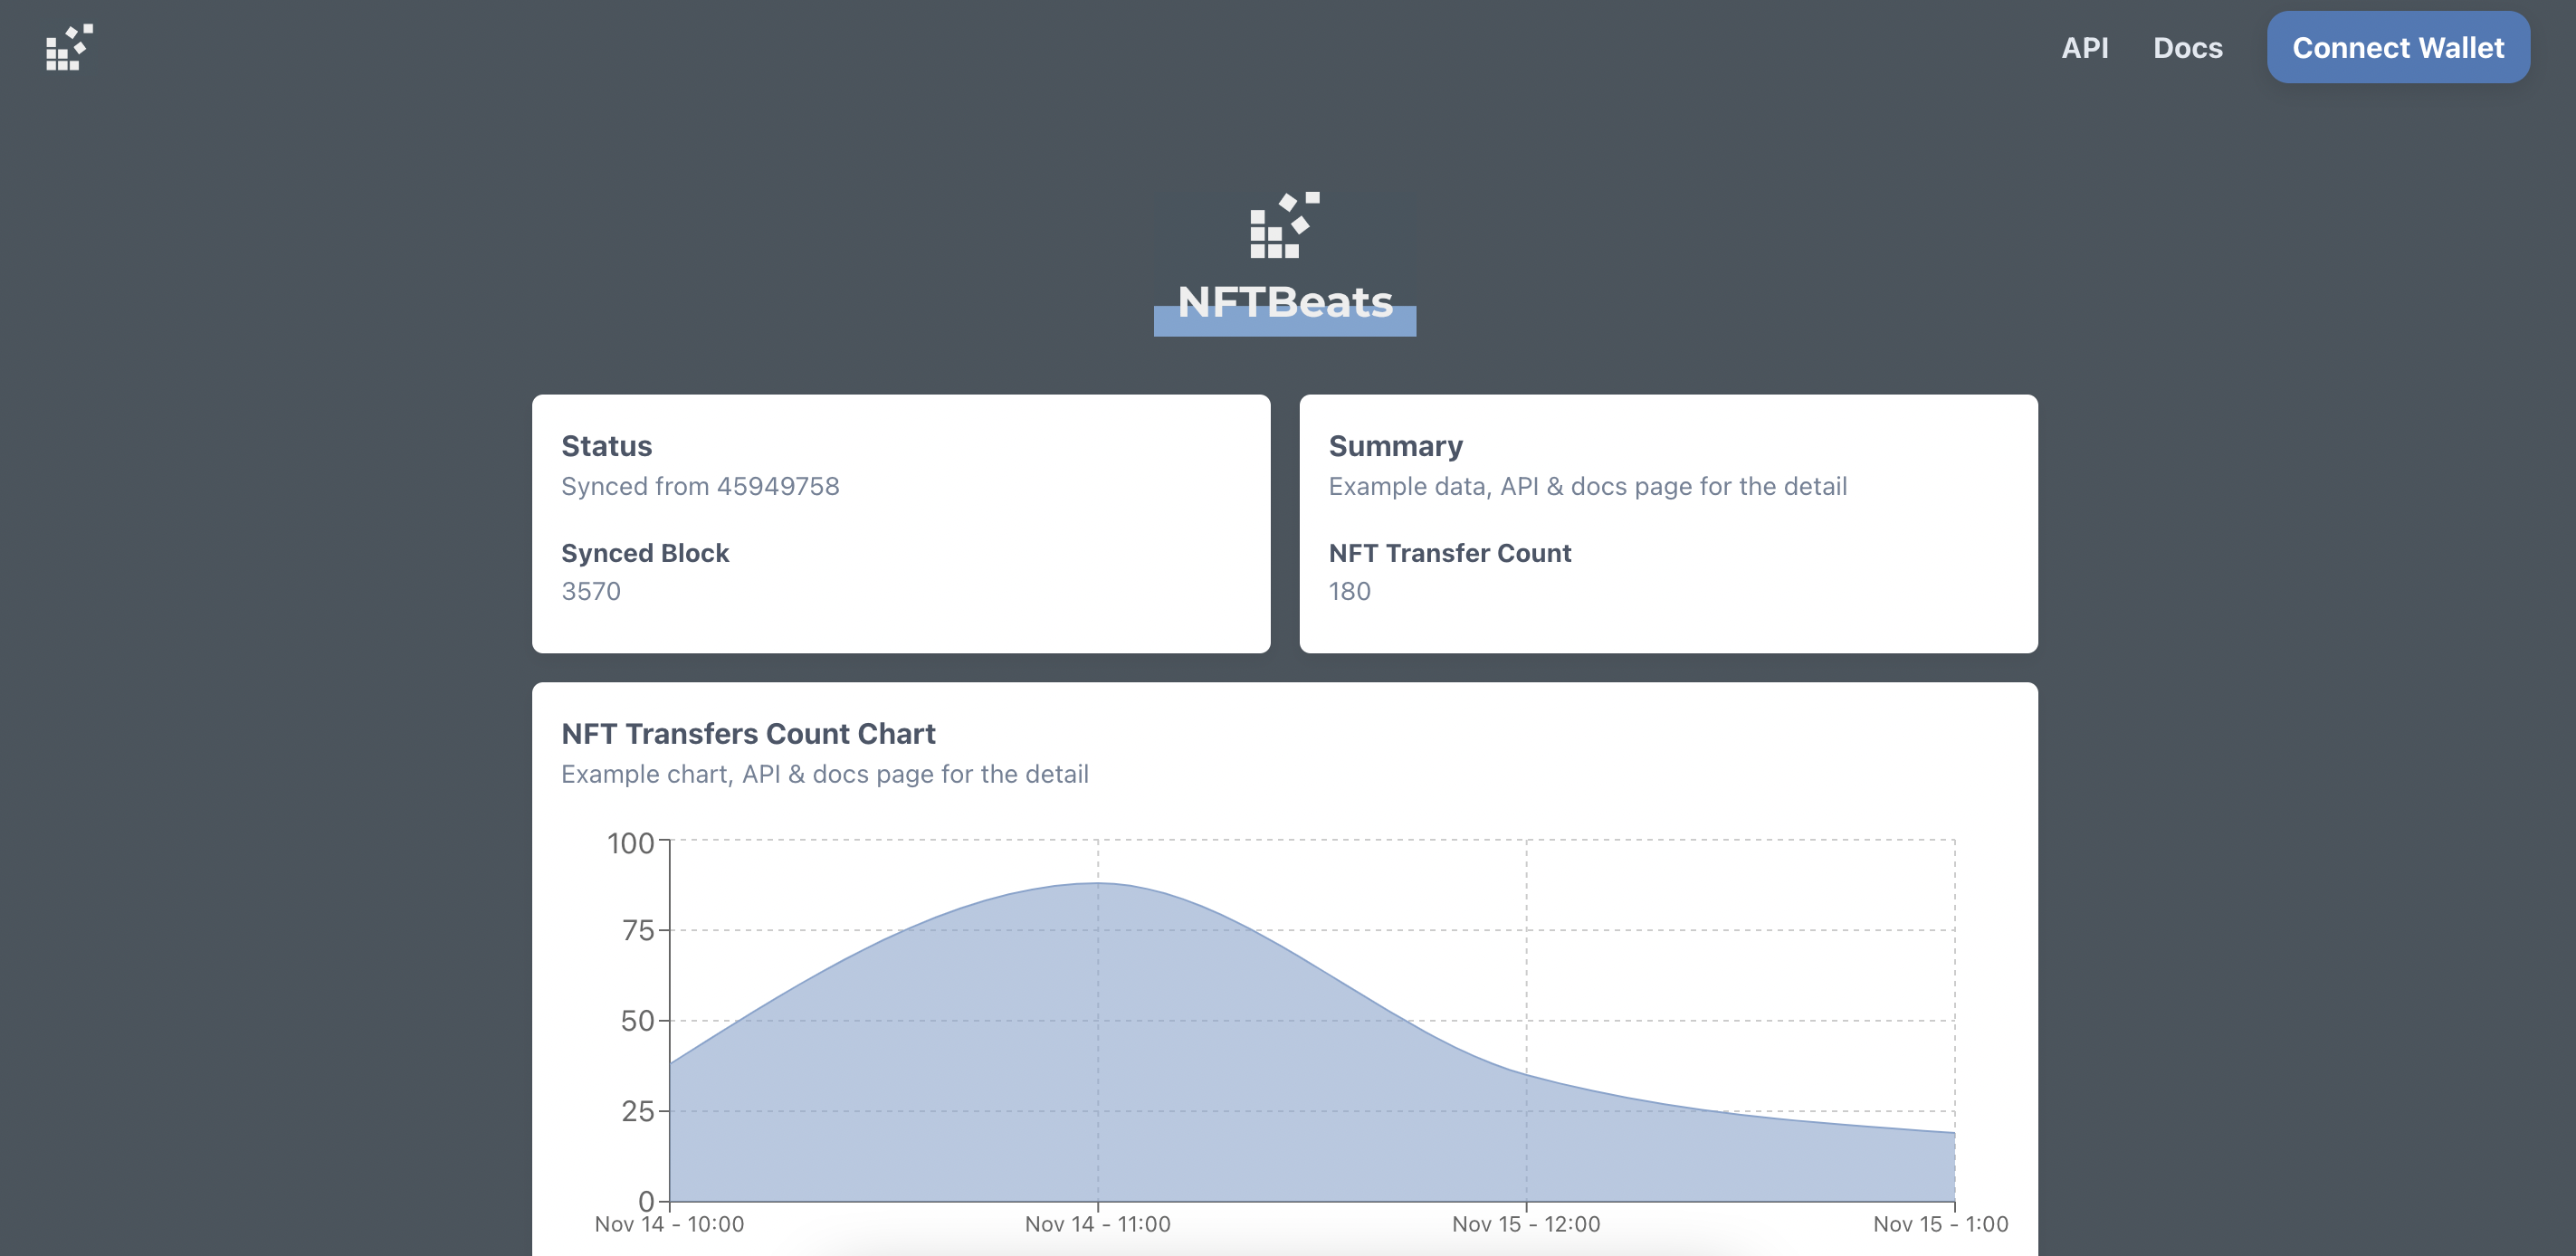 API Docs Connect Wallet
NFTBeats
Status
Synced from 45949758
Synced Block
3570
Summary
Example data, API & docs page for the detail
NFT Transfer Count
180
NFT Transfers Count Chart
Example chart, API & docs page for the detail
100
75
50
25
0
Nov 14 - 10:00 Nov 14 - 11:00 Nov 15 - 12:00 Nov 15 - 1:00